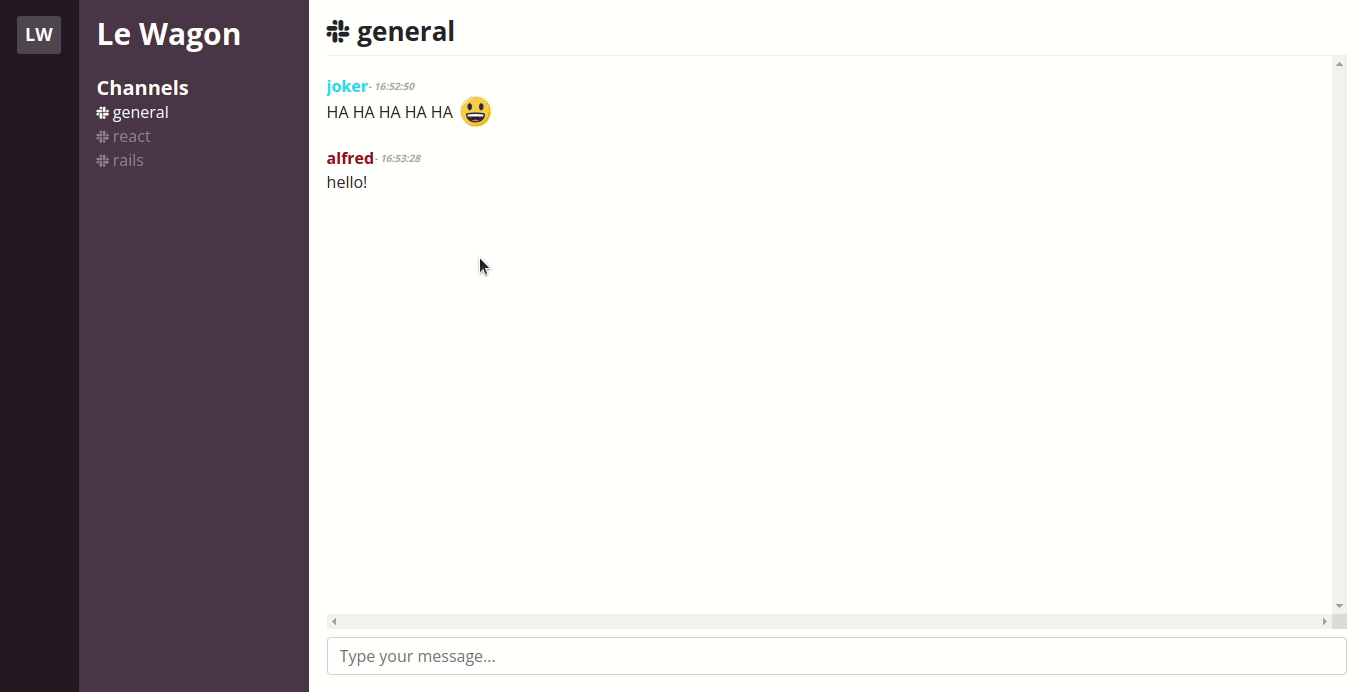 LW
Le Wagon
Channels
general
react
rails
general
joker - 16:52:50
HA HA HA HA HA 😃
alfred - 16:53:28
hello!
Type your message...